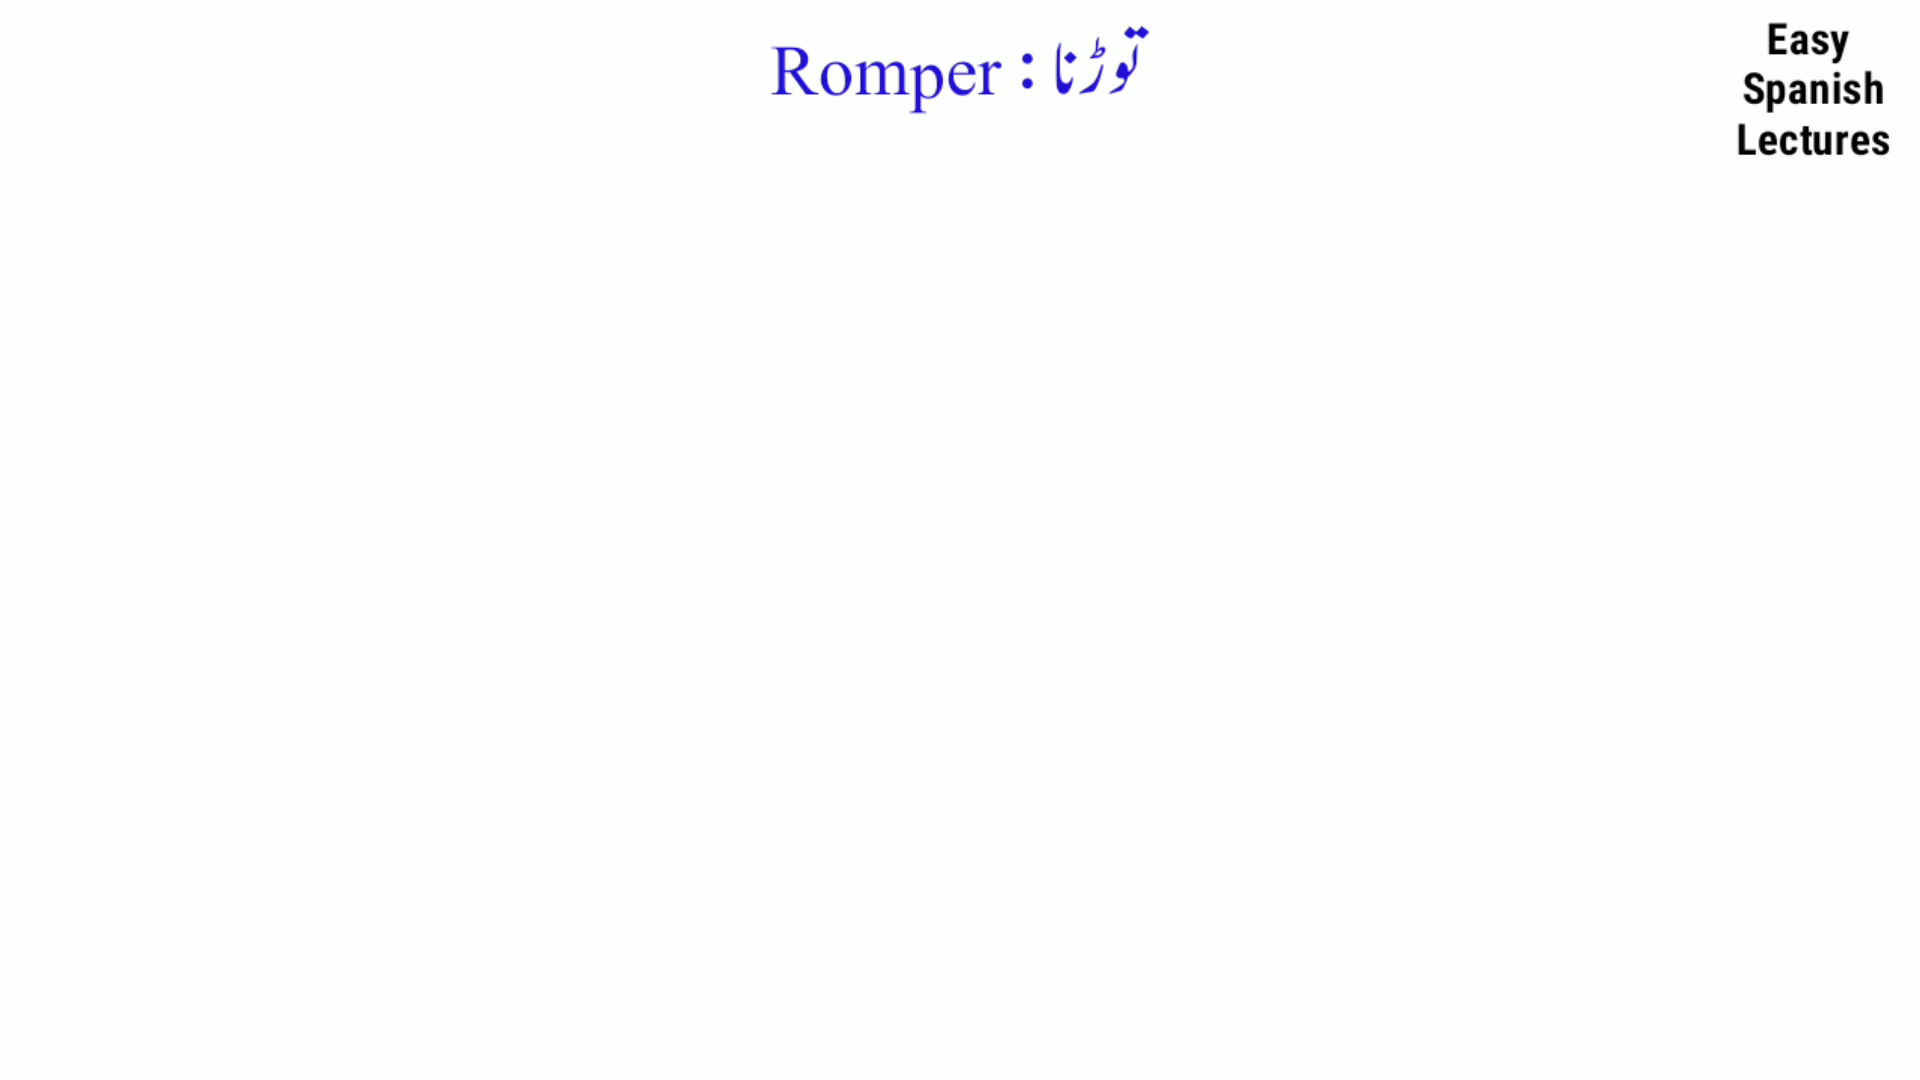 Romper : توڑنا
Easy
Spanish
Lectures